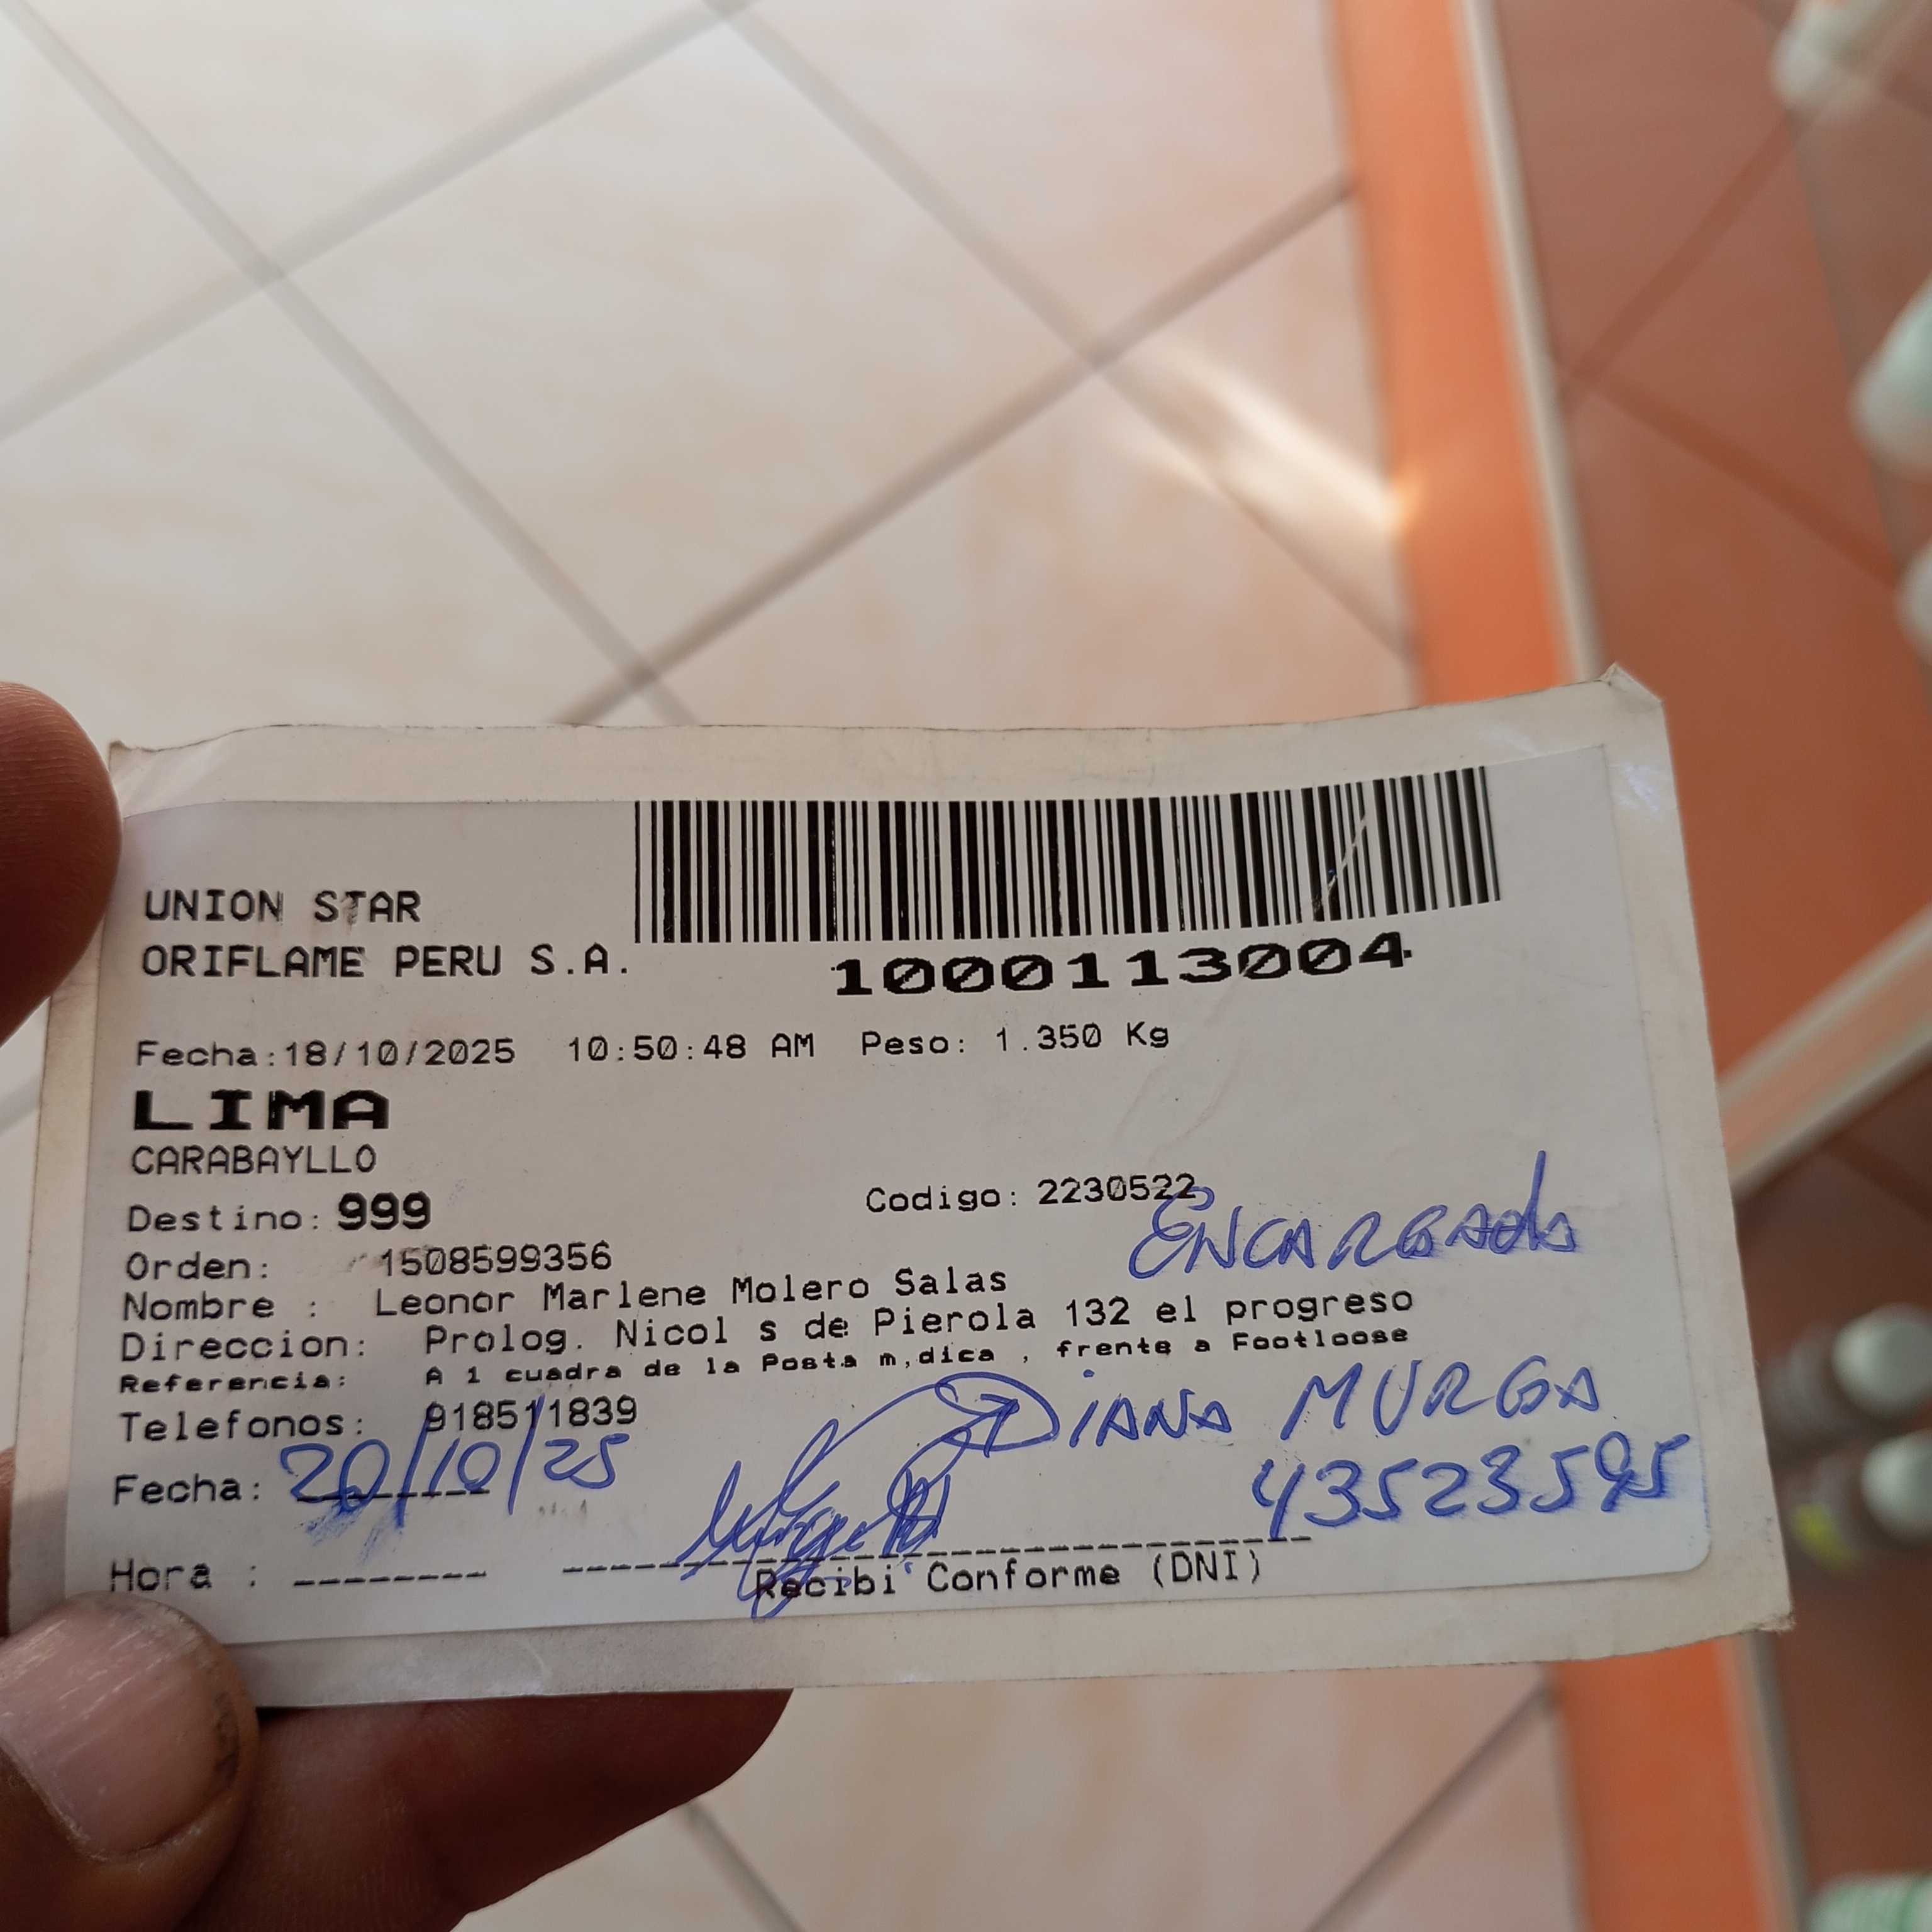 UNION STAR
ORIFLAME PERU S.A.
1000113004
Fecha:18/10/2025 10:50:48 AM Peso: 1.350 Kg
LIMA
CARABAYLLO
Destino: 999 Codigo: 2230522
ENCARGADA
Orden: 1508599356
Nombre : Leonor Marlene Molero Salas
Direccion: Prolog. Nicol s de Pierola 132 el progreso
Referencia: A 1 cuadra de la Posta m,dica , frente a Footloose
Telefonos: 918511839
DIANA MURGA
Fecha: 20/10/25
43523595
Hora : --------
Recibi Conforme (DNI)